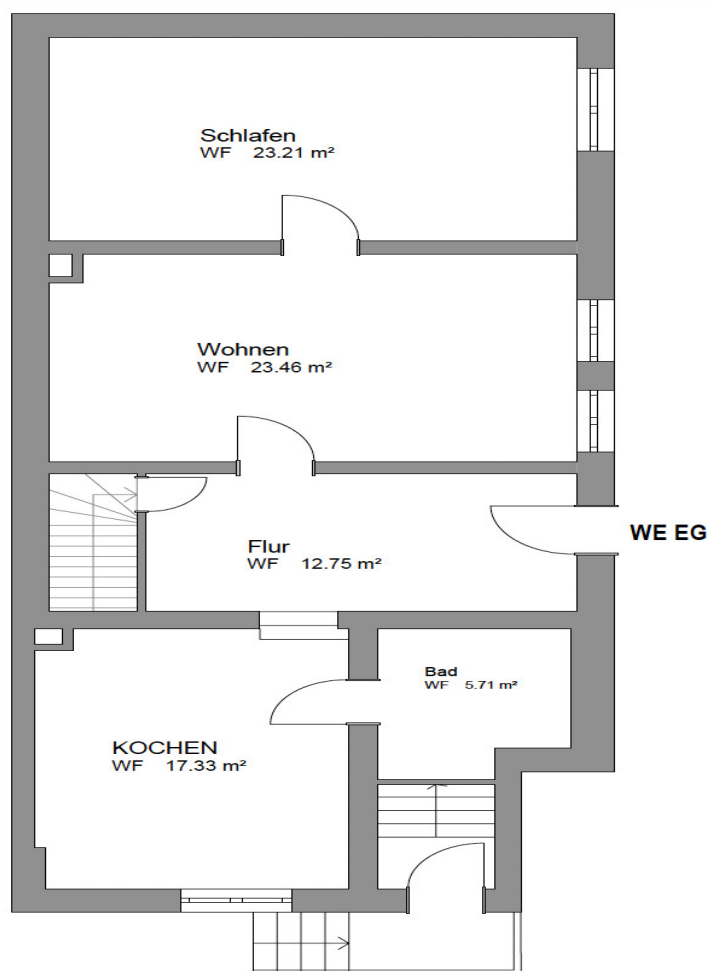 Schlafen
WF 23.21 m²
Wohnen
WF 23.46 m²
Flur
WF 12.75 m²
WE EG
Bad
WF 5.71 m²
KOCHEN
WF 17.33 m²